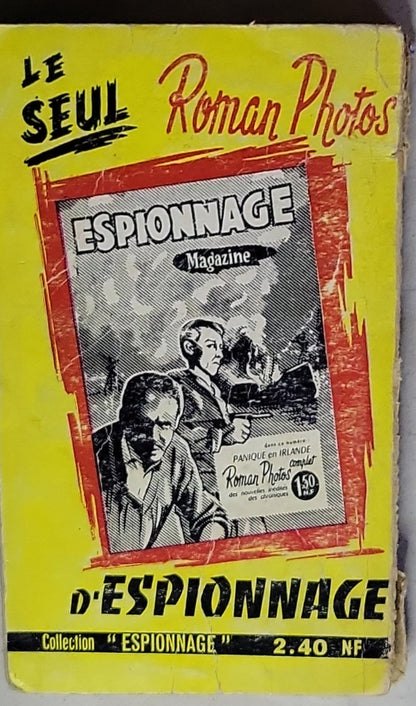 LE
SEUL
Roman Photos
ESPIONNAGE
Magazine
dans ce numéro
PANIQUE en IRLANDE
Roman Photos complet
des nouvelles inédites
des chroniques
1.50
NF
D'ESPIONNAGE
Collection "ESPIONNAGE" 2.40 NF